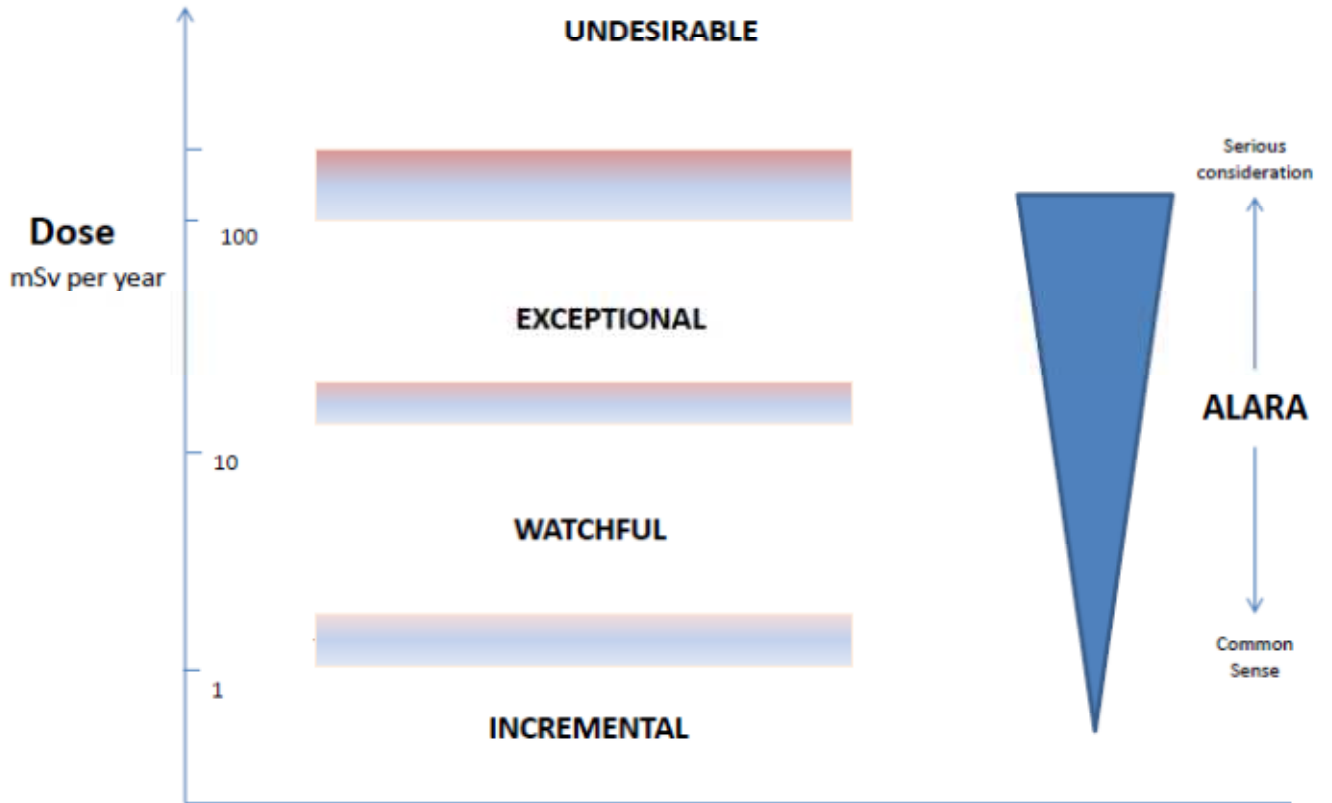 UNDESIRABLE
Serious
consideration
Dose
mSv per year
100
EXCEPTIONAL
ALARA
10
WATCHFUL
Common
Sense
1
INCREMENTAL